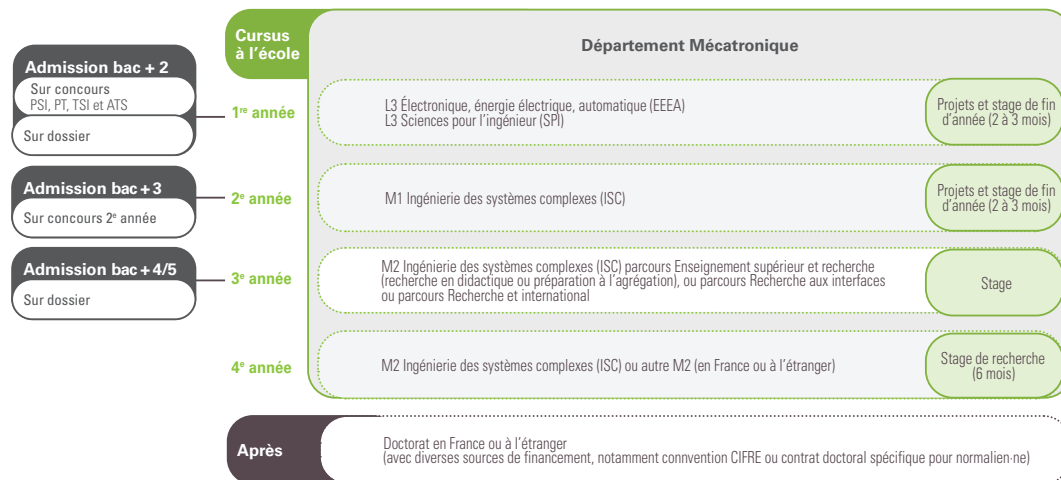 Cursus
à l'école
Département Mécatronique
Admission bac + 2
Sur concours
PSI, PT, TSI et ATS
Sur dossier
1re année
L3 Électronique, énergie électrique, automatique (EEEA)
L3 Sciences pour l'ingénieur (SPI)
Projets et stage de fin
d'année (2 à 3 mois)
Admission bac + 3
Sur concours 2e année
2e année
M1 Ingénierie des systèmes complexes (ISC)
Projets et stage de fin
d'année (2 à 3 mois)
Admission bac + 4/5
Sur dossier
3e année
M2 Ingénierie des systèmes complexes (ISC) parcours Enseignement supérieur et recherche
(recherche en didactique ou préparation à l'agrégation), ou parcours Recherche aux interfaces
ou parcours Recherche et international
Stage
4e année
M2 Ingénierie des systèmes complexes (ISC) ou autre M2 (en France ou à l'étranger)
Stage de recherche
(6 mois)
Après
Doctorat en France ou à l'étranger
(avec diverses sources de financement, notamment connvention CIFRE ou contrat doctoral spécifique pour normalien·ne)